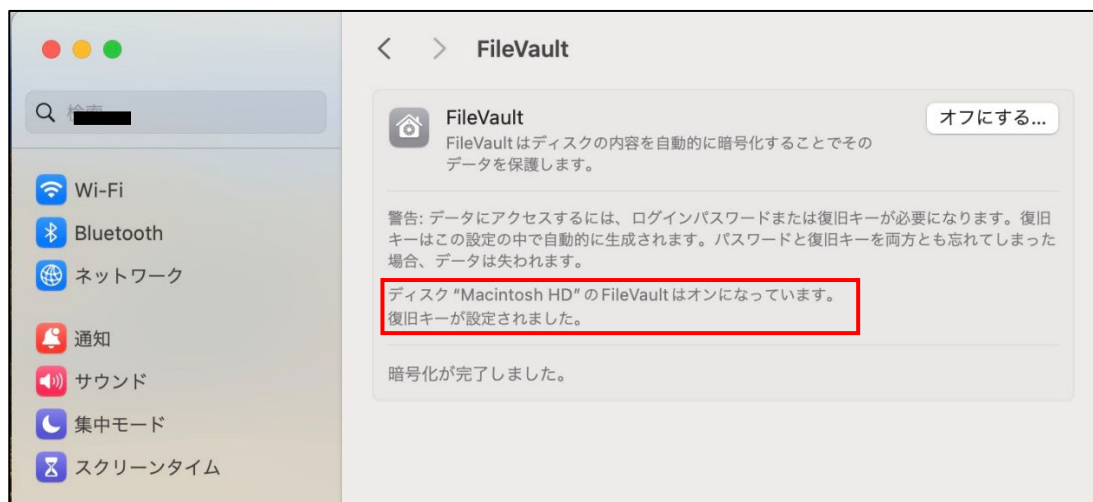 FileVault
FileVault
オフにする...
FileVaultはディスクの内容を自動的に暗号化することでその
データを保護します。
Wi-Fi
Bluetooth
ネットワーク
通知
サウンド
集中モード
スクリーンタイム
警告: データにアクセスするには、ログインパスワードまたは復旧キーが必要になります。復旧
キーはこの設定の中で自動的に生成されます。パスワードと復旧キーを両方とも忘れてしまった
場合、データは失われます。
ディスク “Macintosh HD” のFileVaultはオンになっています。
復旧キーが設定されました。
暗号化が完了しました。